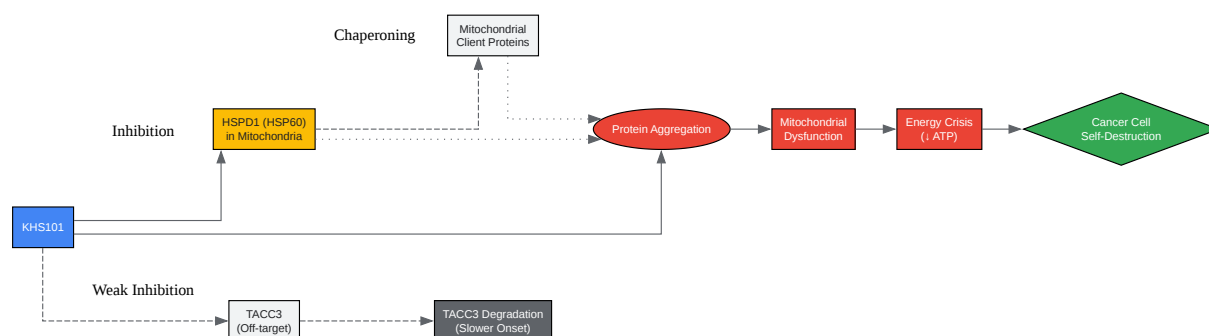 Chaperoning
Mitochondrial
Client Proteins
Inhibition
HSPD1 (HSP60)
in Mitochondria
Protein Aggregation
Mitochondrial
Dysfunction
Energy Crisis
(↓ ATP)
Cancer Cell
Self-Destruction
KHS101
Weak Inhibition
TACC3
(Off-target)
TACC3 Degradation
(Slower Onset)